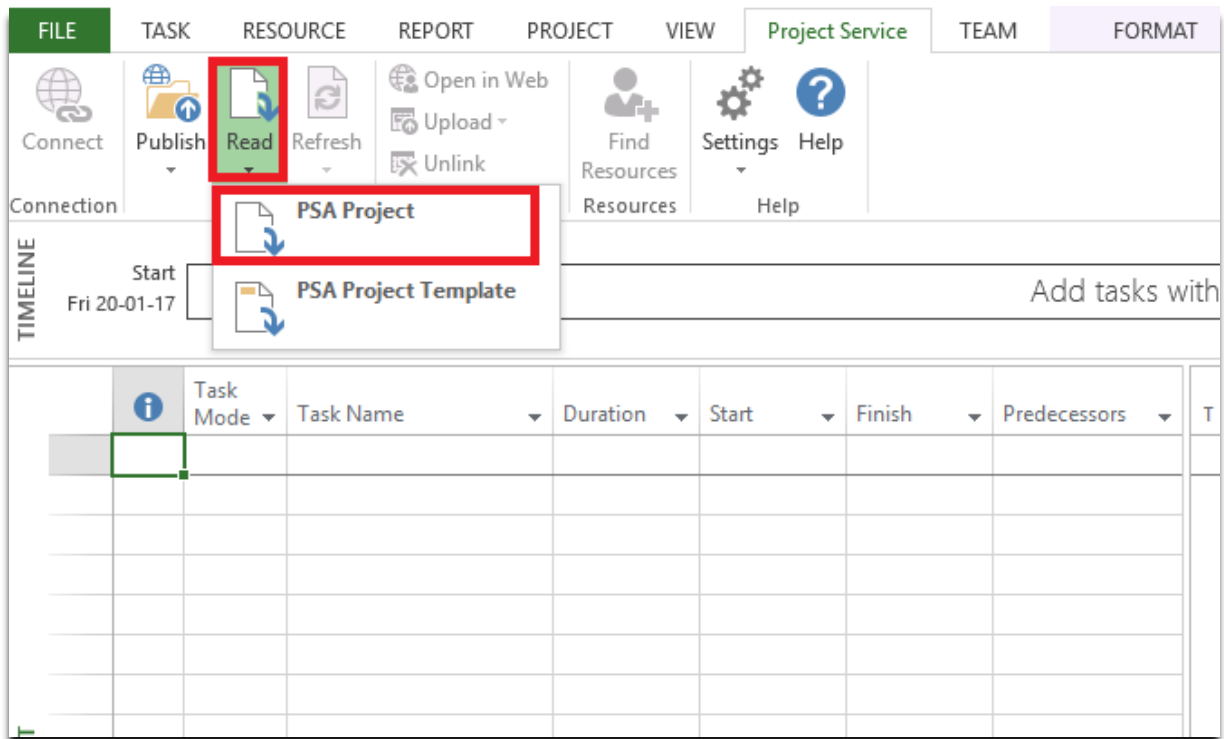 FILE TASK RESOURCE REPORT PROJECT VIEW Project Service TEAM FORMAT
Connect
Publish
Read
Refresh
Open in Web
Upload
Unlink
Find
Resources
Settings
Help
Connection
Resources
Help
PSA Project
PSA Project Template
TIMELINE
Start
Fri 20-01-17
Add tasks with
Task
Mode
Task Name
Duration
Start
Finish
Predecessors
T
T